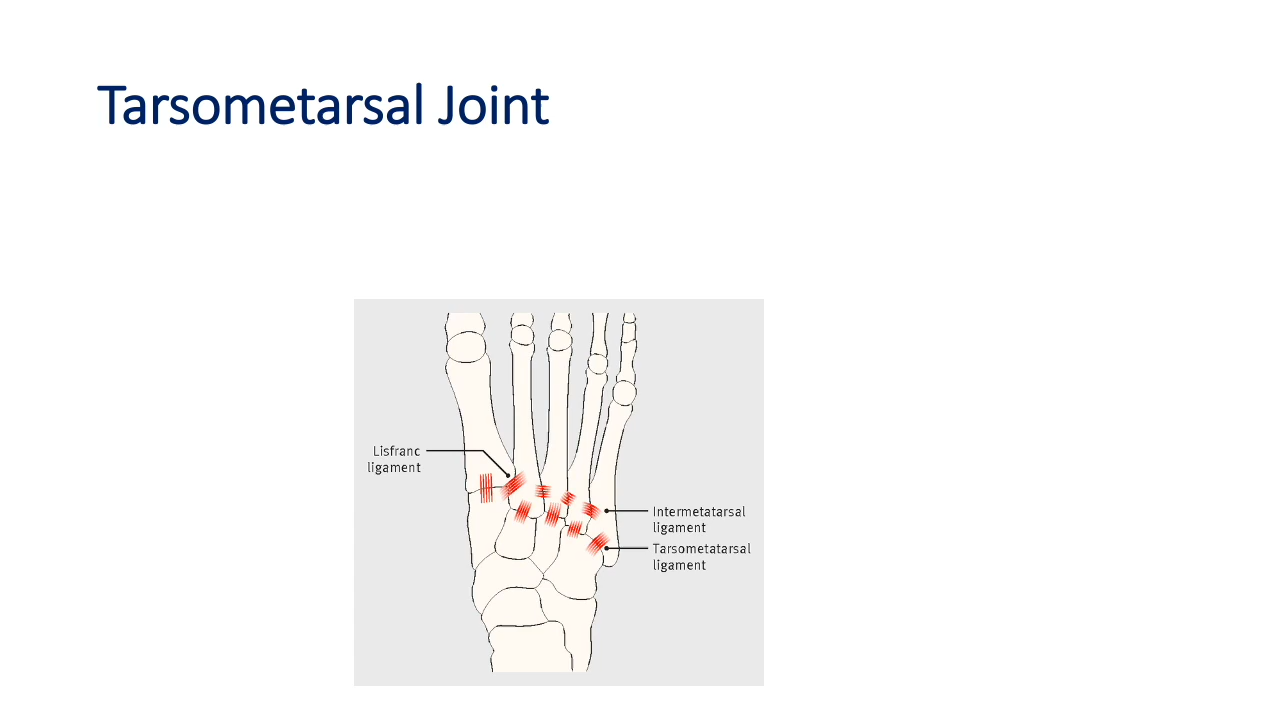 Tarsometarsal Joint
Lisfranc
ligament
Intermetatarsal
ligament
Tarsometatarsal
ligament